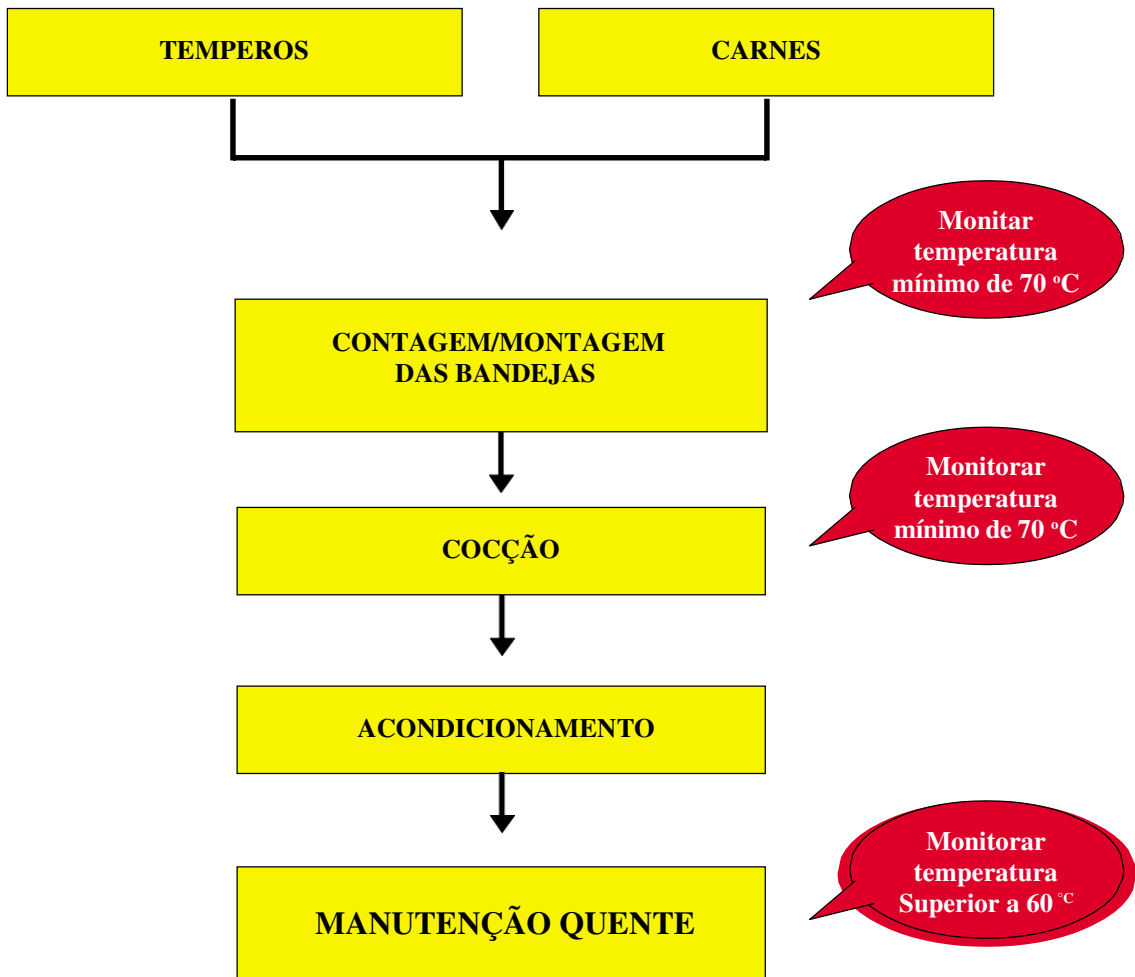 TEMPEROS
CARNES
Monitar
temperatura
mínimo de 70 ºC
CONTAGEM/MONTAGEM
DAS BANDEJAS
Monitorar
temperatura
mínimo de 70 ºC
COCÇÃO
ACONDICIONAMENTO
Monitorar
temperatura
Superior a 60 °C
MANUTENÇÃO QUENTE